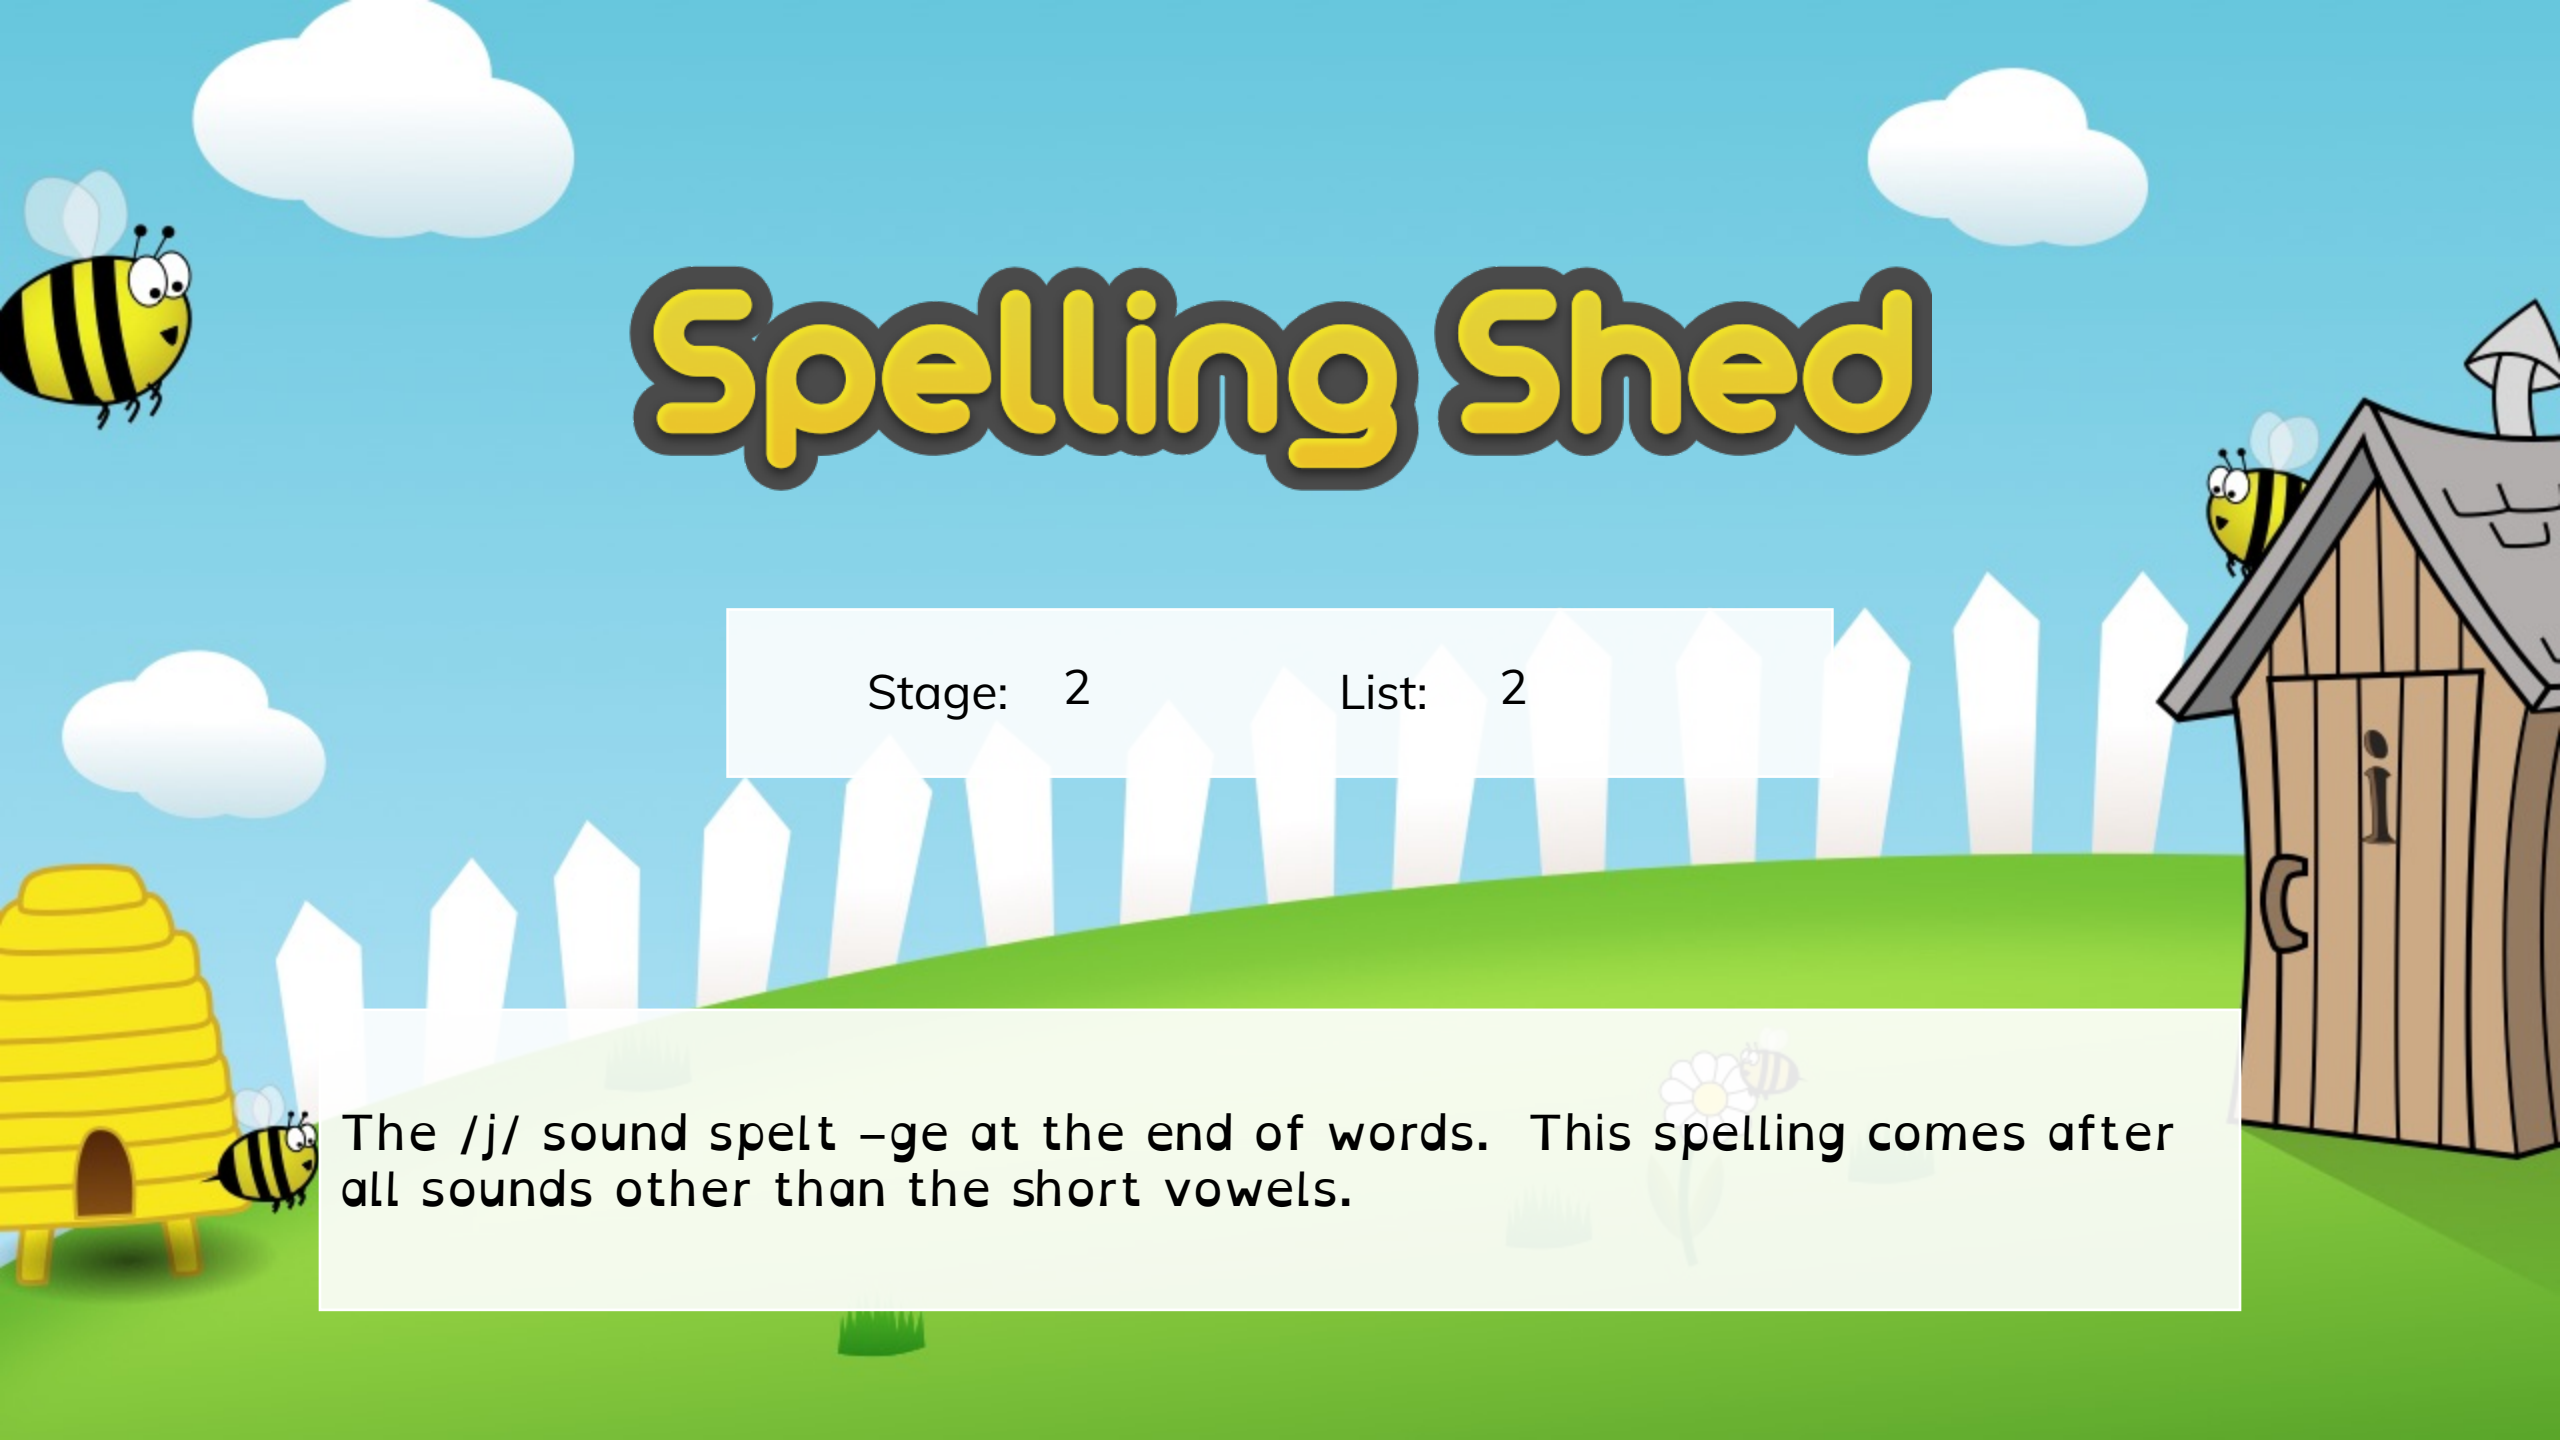 Spelling Shed
Stage: 2 List: 2
i
The /j/ sound spelt –ge at the end of words.  This spelling comes after
all sounds other than the short vowels.